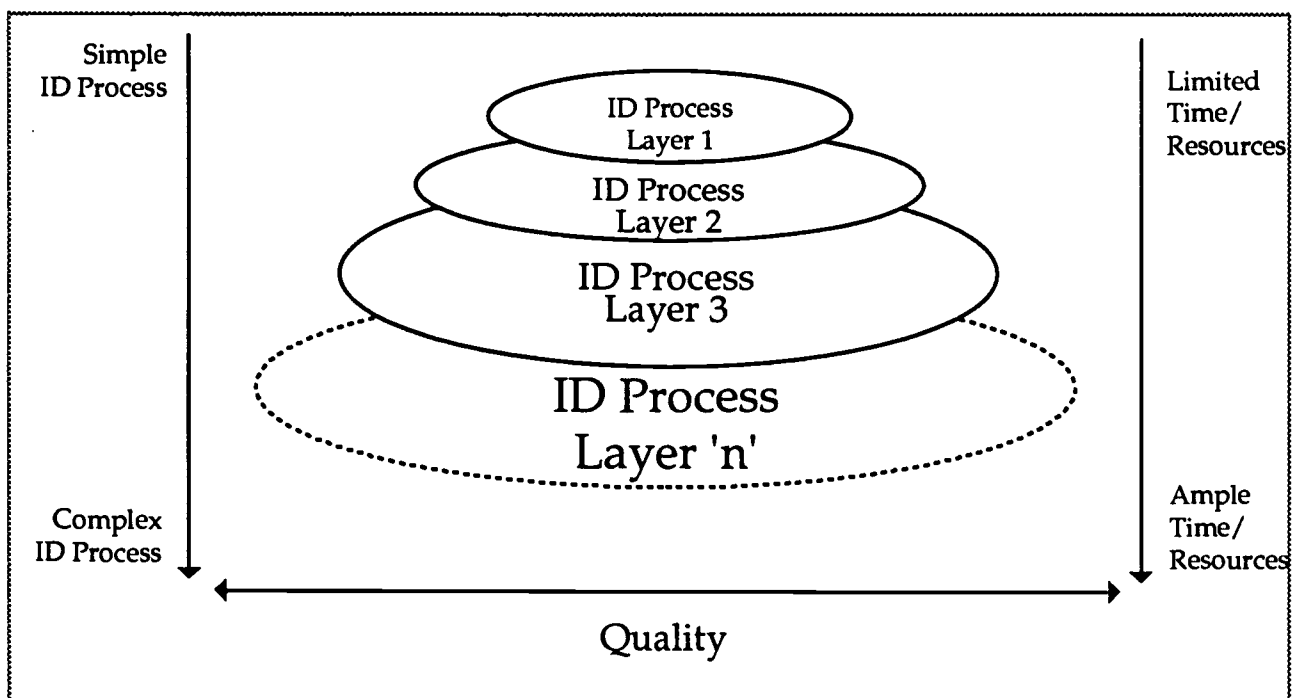 Simple
ID Process
Limited
Time/
Resources
ID Process
Layer 1
ID Process
Layer 2
ID Process
Layer 3
ID Process
Layer 'n'
Complex
ID Process
Ample
Time/
Resources
Quality